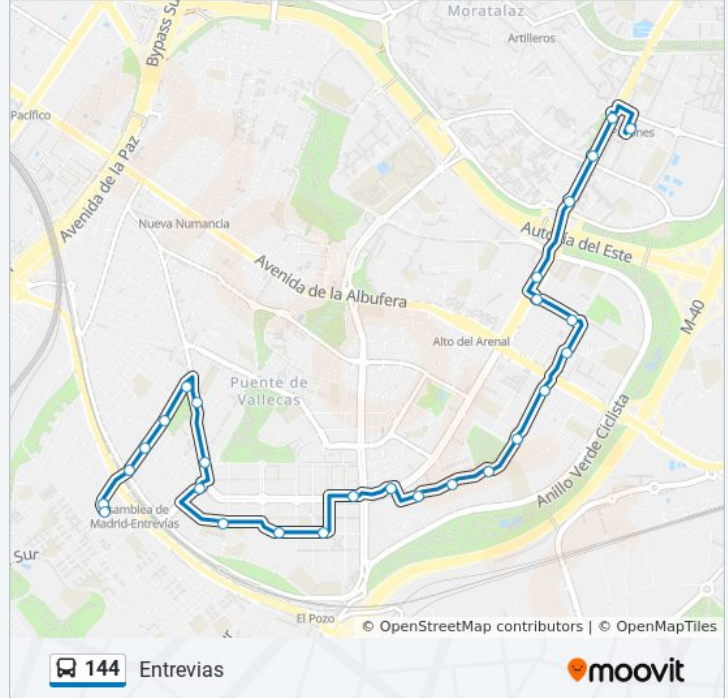 Moratalaz
Artilleros
Bypass Su
Pacífico
Avenida de la Paz
Nueva Numancia
Autovía del Este
Avenida de la Albufera
M-40
Alto del Arenal
Puente de
Vallecas
Anillo Verde Ciclista
Asamblea de
Madrid-Entrevías
Sur
El Pozo
© OpenStreetMap contributors | © OpenMapTiles
144 Entrevias
moovit